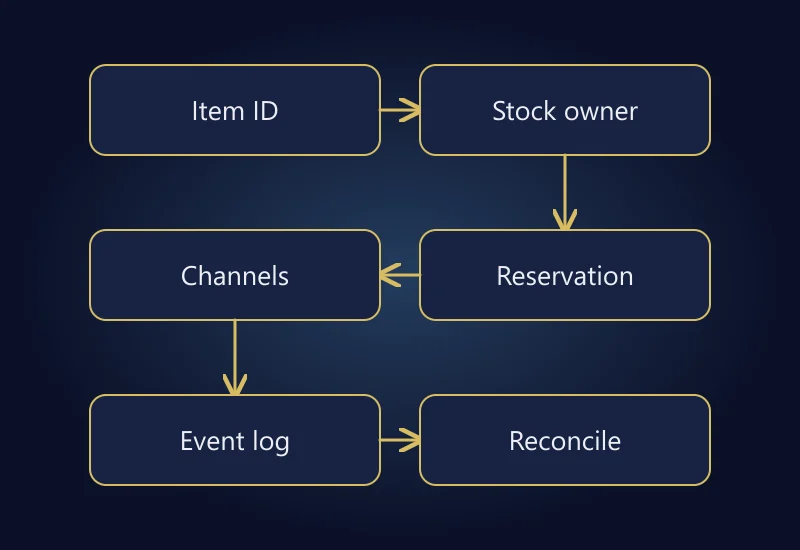 Item ID
Stock owner
Channels
Reservation
Event log
Reconcile